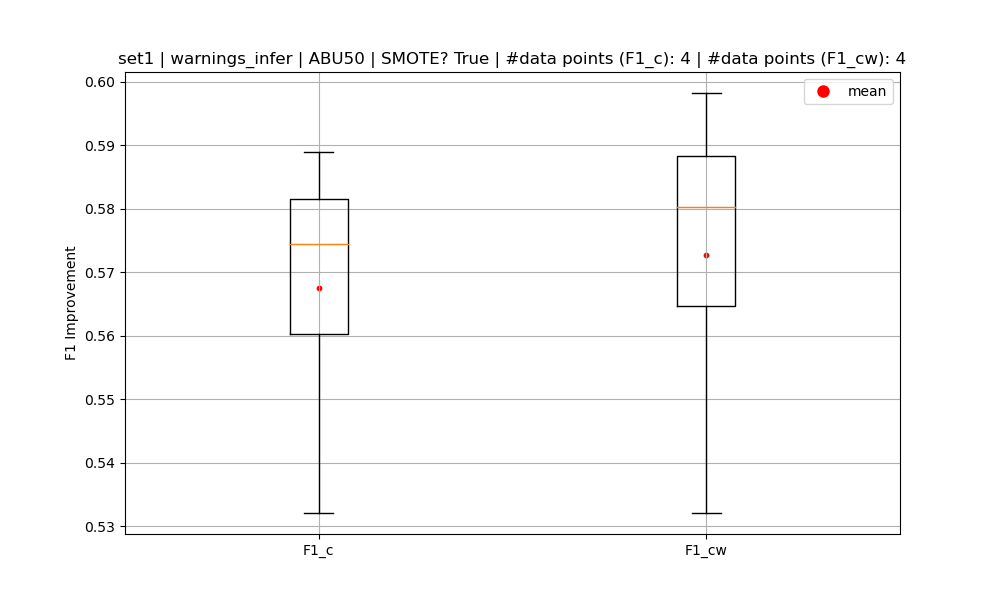 set1 | warnings_infer | ABU50 | SMOTE? True | #data points (F1_c): 4 | #data points (F1_cw): 4
mean
F1 Improvement
0.60
0.59
0.58
0.57
0.56
0.55
0.54
0.53
F1_c
F1_cw